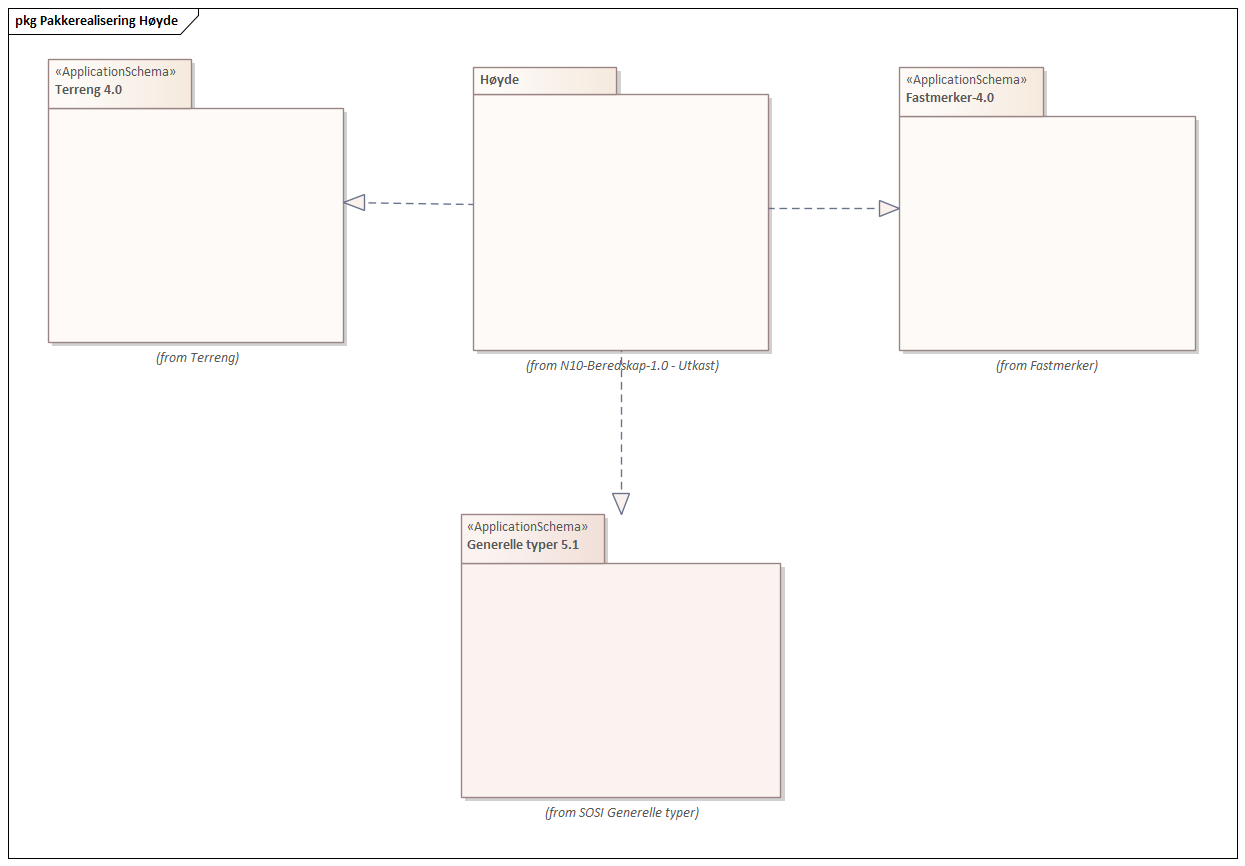 pkg Pakkerealisering Høyde
«ApplicationSchema»
Terreng 4.0
(from Terreng)
Høyde
(from N10-Beredskap-1.0 - Utkast)
«ApplicationSchema»
Fastmerker-4.0
(from Fastmerker)
«ApplicationSchema»
Generelle typer 5.1
(from SOSI Generelle typer)